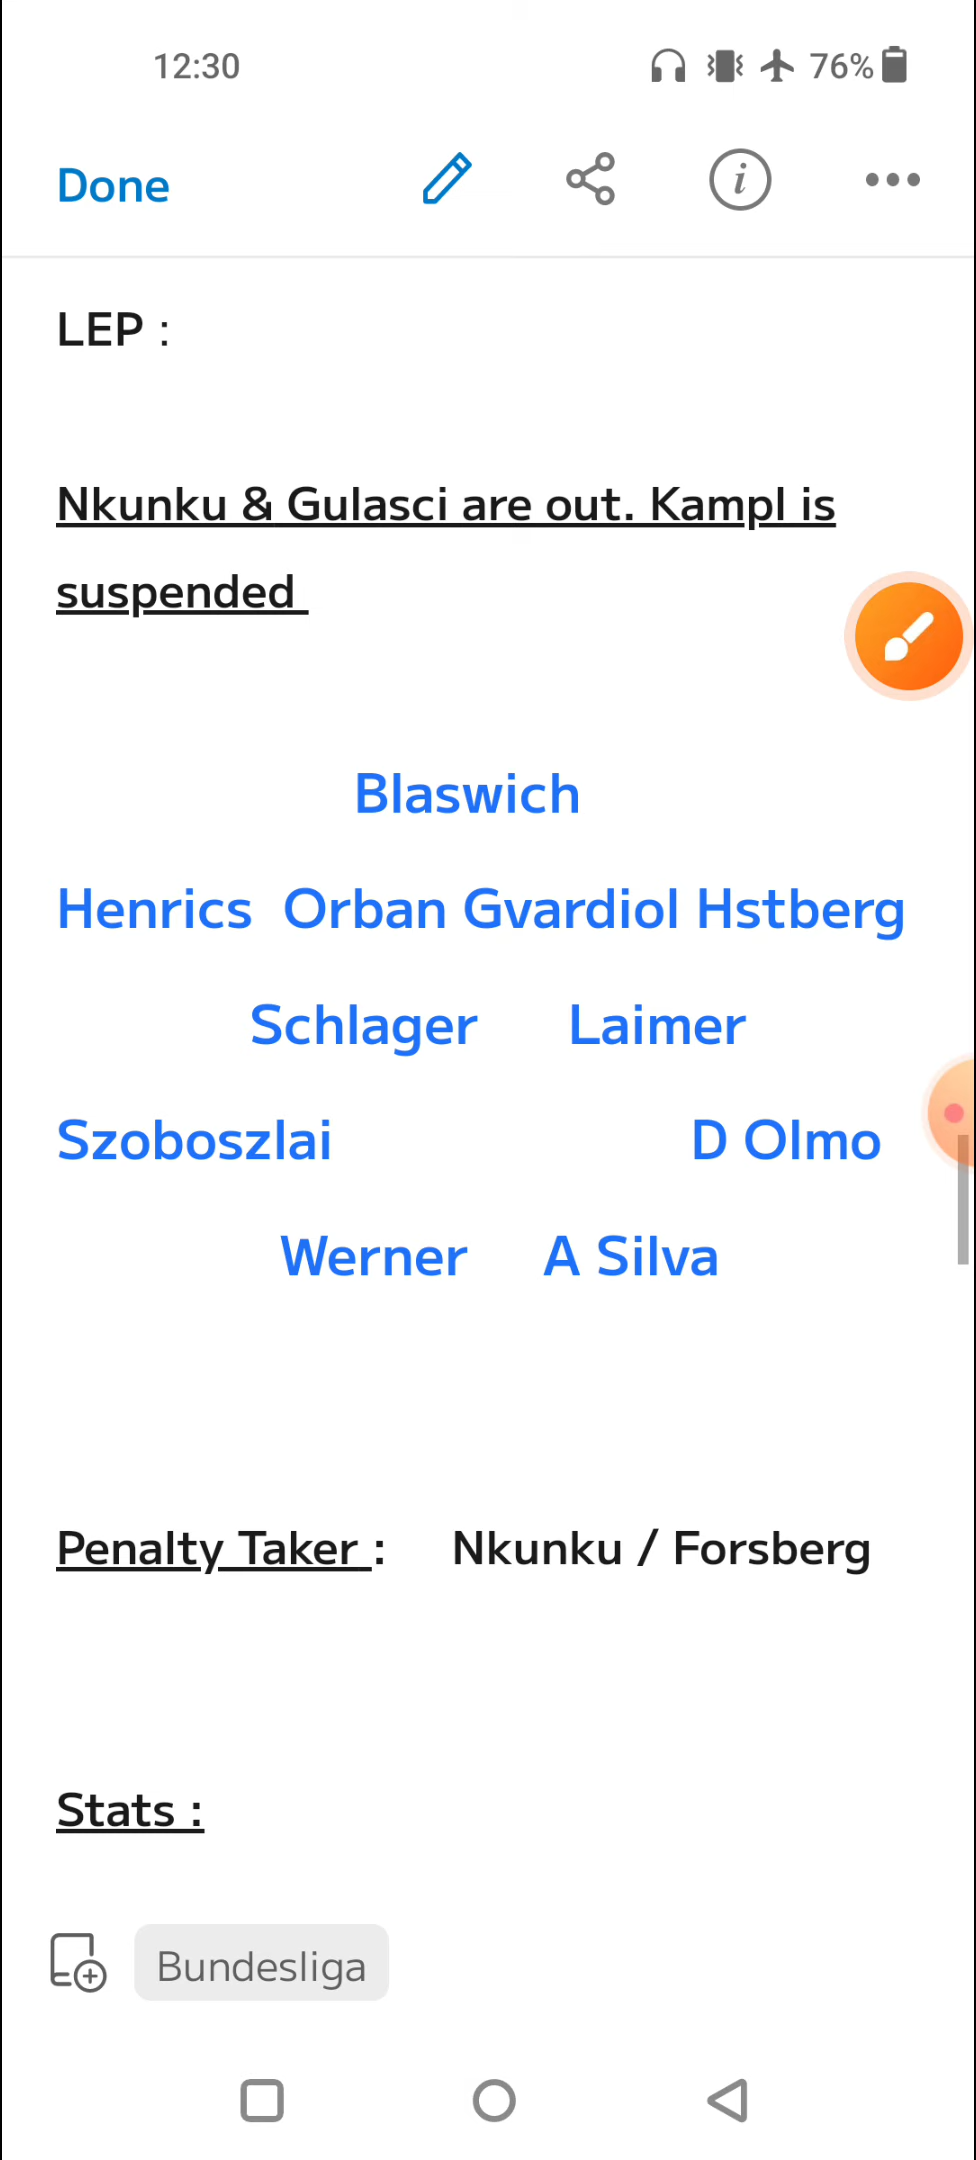 12:30 76%
Done
LEP :
Nkunku & Gulasci are out. Kampl is
suspended
Blaswich
Henrics Orban Gvardiol Hstberg
Schlager Laimer
Szoboszlai D Olmo
Werner A Silva
Penalty Taker : Nkunku / Forsberg
Stats :
Bundesliga